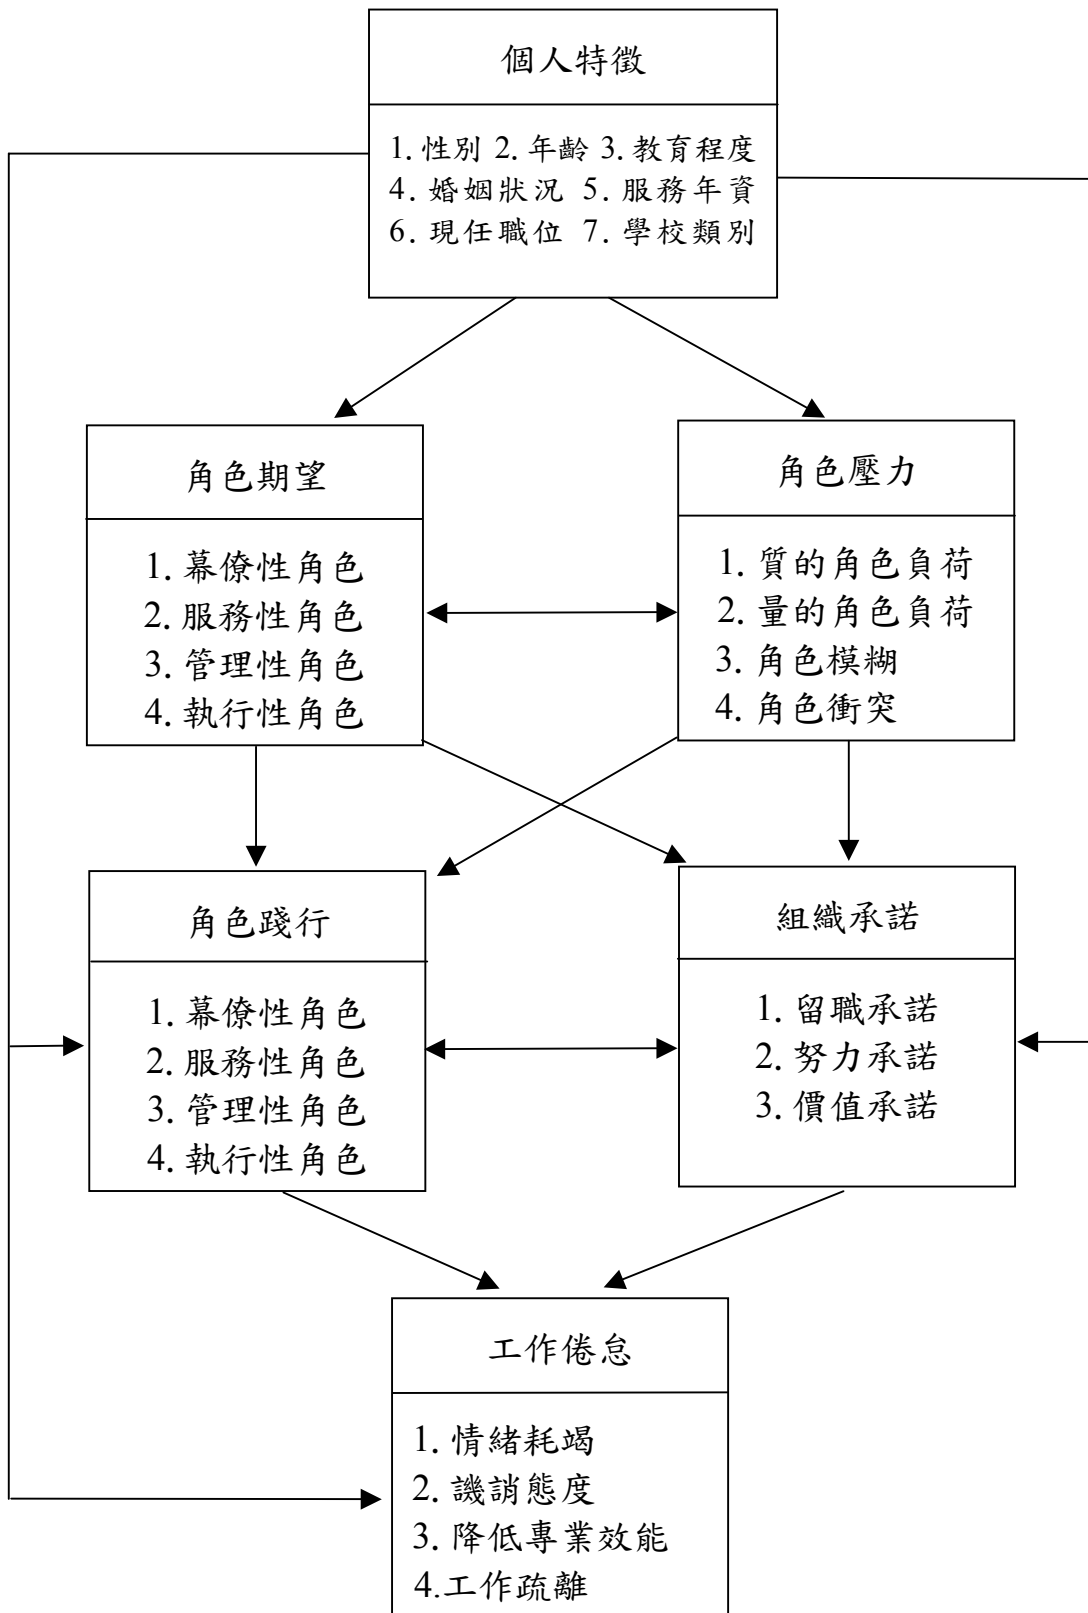 個人特徵
1. 性別 2. 年齡 3. 教育程度
4. 婚姻狀況 5. 服務年資
6. 現任職位 7. 學校類別
角色期望
1. 幕僚性角色
2. 服務性角色
3. 管理性角色
4. 執行性角色
角色壓力
1. 質的角色負荷
2. 量的角色負荷
3. 角色模糊
4. 角色衝突
角色踐行
1. 幕僚性角色
2. 服務性角色
3. 管理性角色
4. 執行性角色
組織承諾
1. 留職承諾
2. 努力承諾
3. 價值承諾
工作倦怠
1. 情緒耗竭
2. 譏誚態度
3. 降低專業效能
4.工作疏離